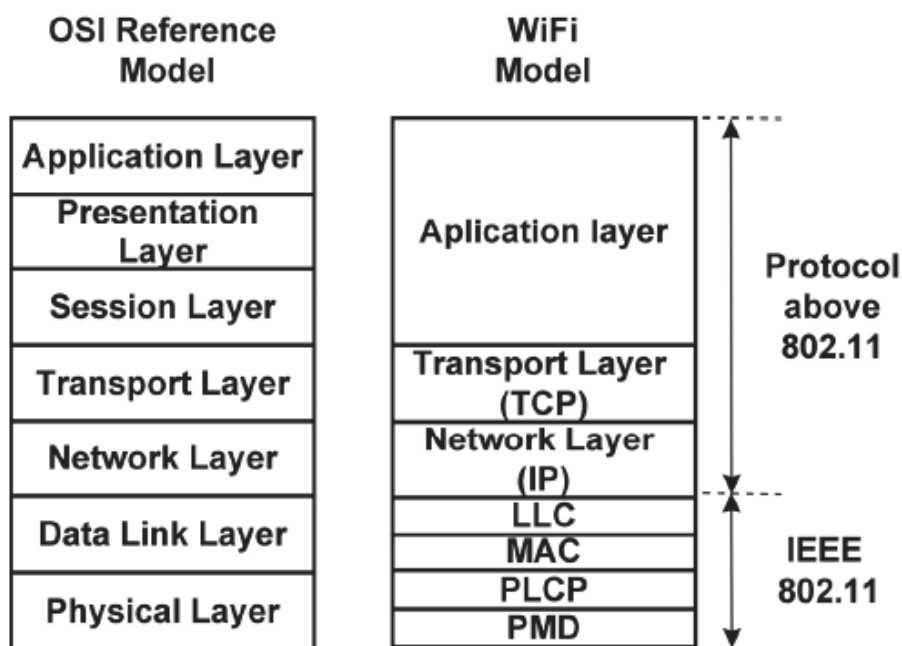 OSI Reference
Model
WiFi
Model
Application Layer
Presentation
Layer
Session Layer
Transport Layer
Network Layer
Data Link Layer
Physical Layer
Aplication layer
Transport Layer
(TCP)
Network Layer
(IP)
LLC
MAC
PLCP
PMD
Protocol
above
802.11
IEEE
802.11